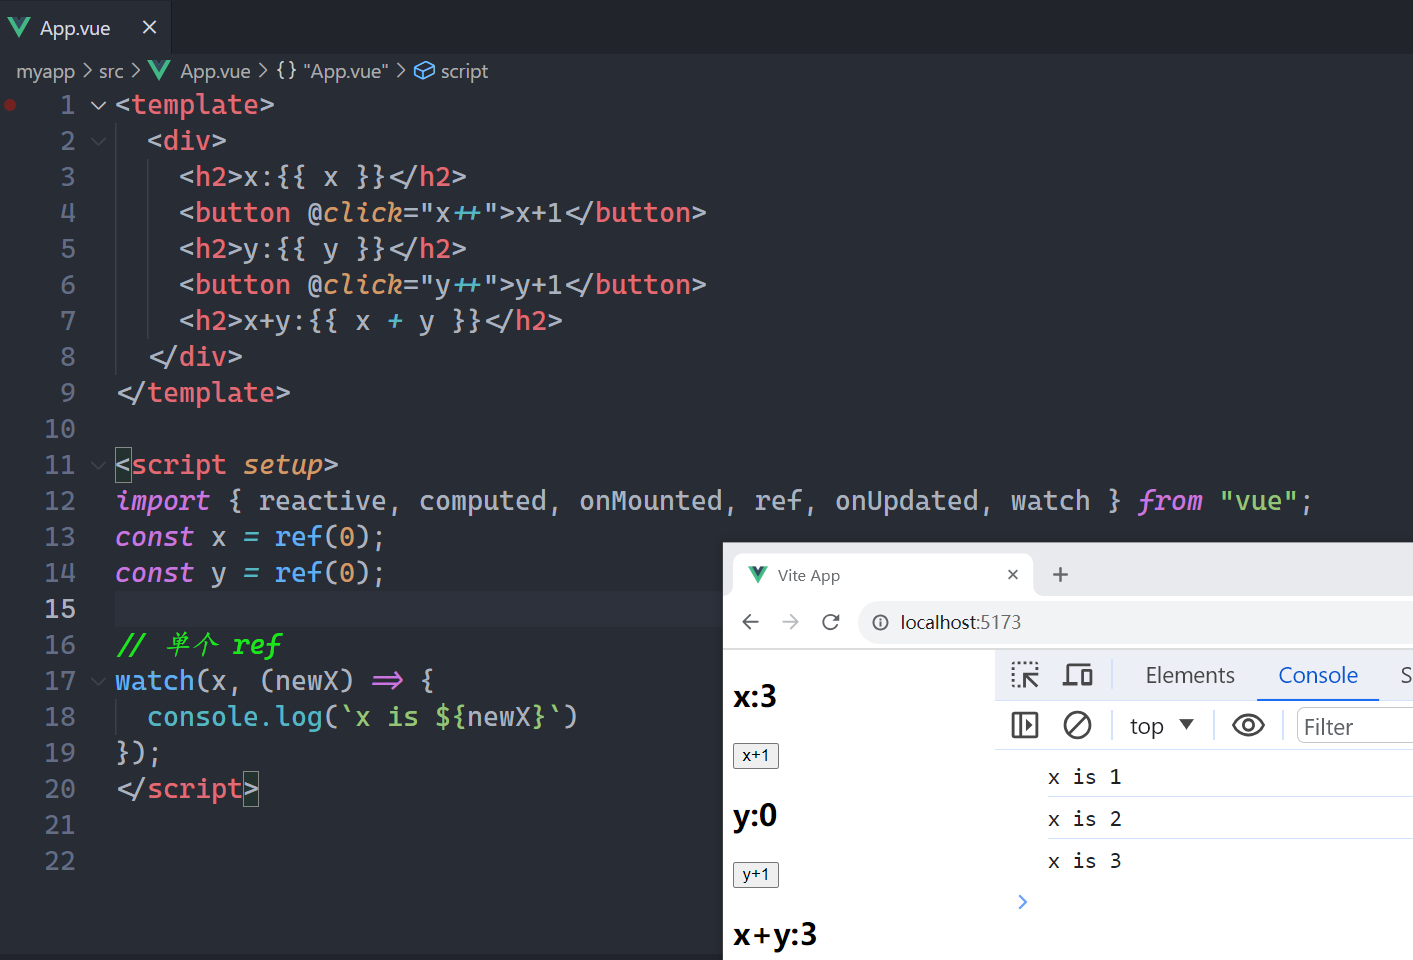 App.vue ×
myapp > src > App.vue > {} "App.vue" > script
1 <template>
2 <div>
3 <h2>x:{{ x }}</h2>
4 <button @click="x++">x+1</button>
5 <h2>y:{{ y }}</h2>
6 <button @click="y++">y+1</button>
7 <h2>x+y:{{ x + y }}</h2>
8 </div>
9 </template>
10
11 <script setup>
12 import { reactive, computed, onMounted, ref, onUpdated, watch } from "vue";
13 const x = ref(0);
14 const y = ref(0);
15
16 // 单个 ref
17 watch(x, (newX) => {
18 console.log(`x is ${newX}`)
19 });
20 </script>
21
22
Vite App × +
localhost:5173
x:3
x+1
y:0
y+1
x+y:3
Elements Console S
top ▼ Filter
x is 1
x is 2
x is 3
>